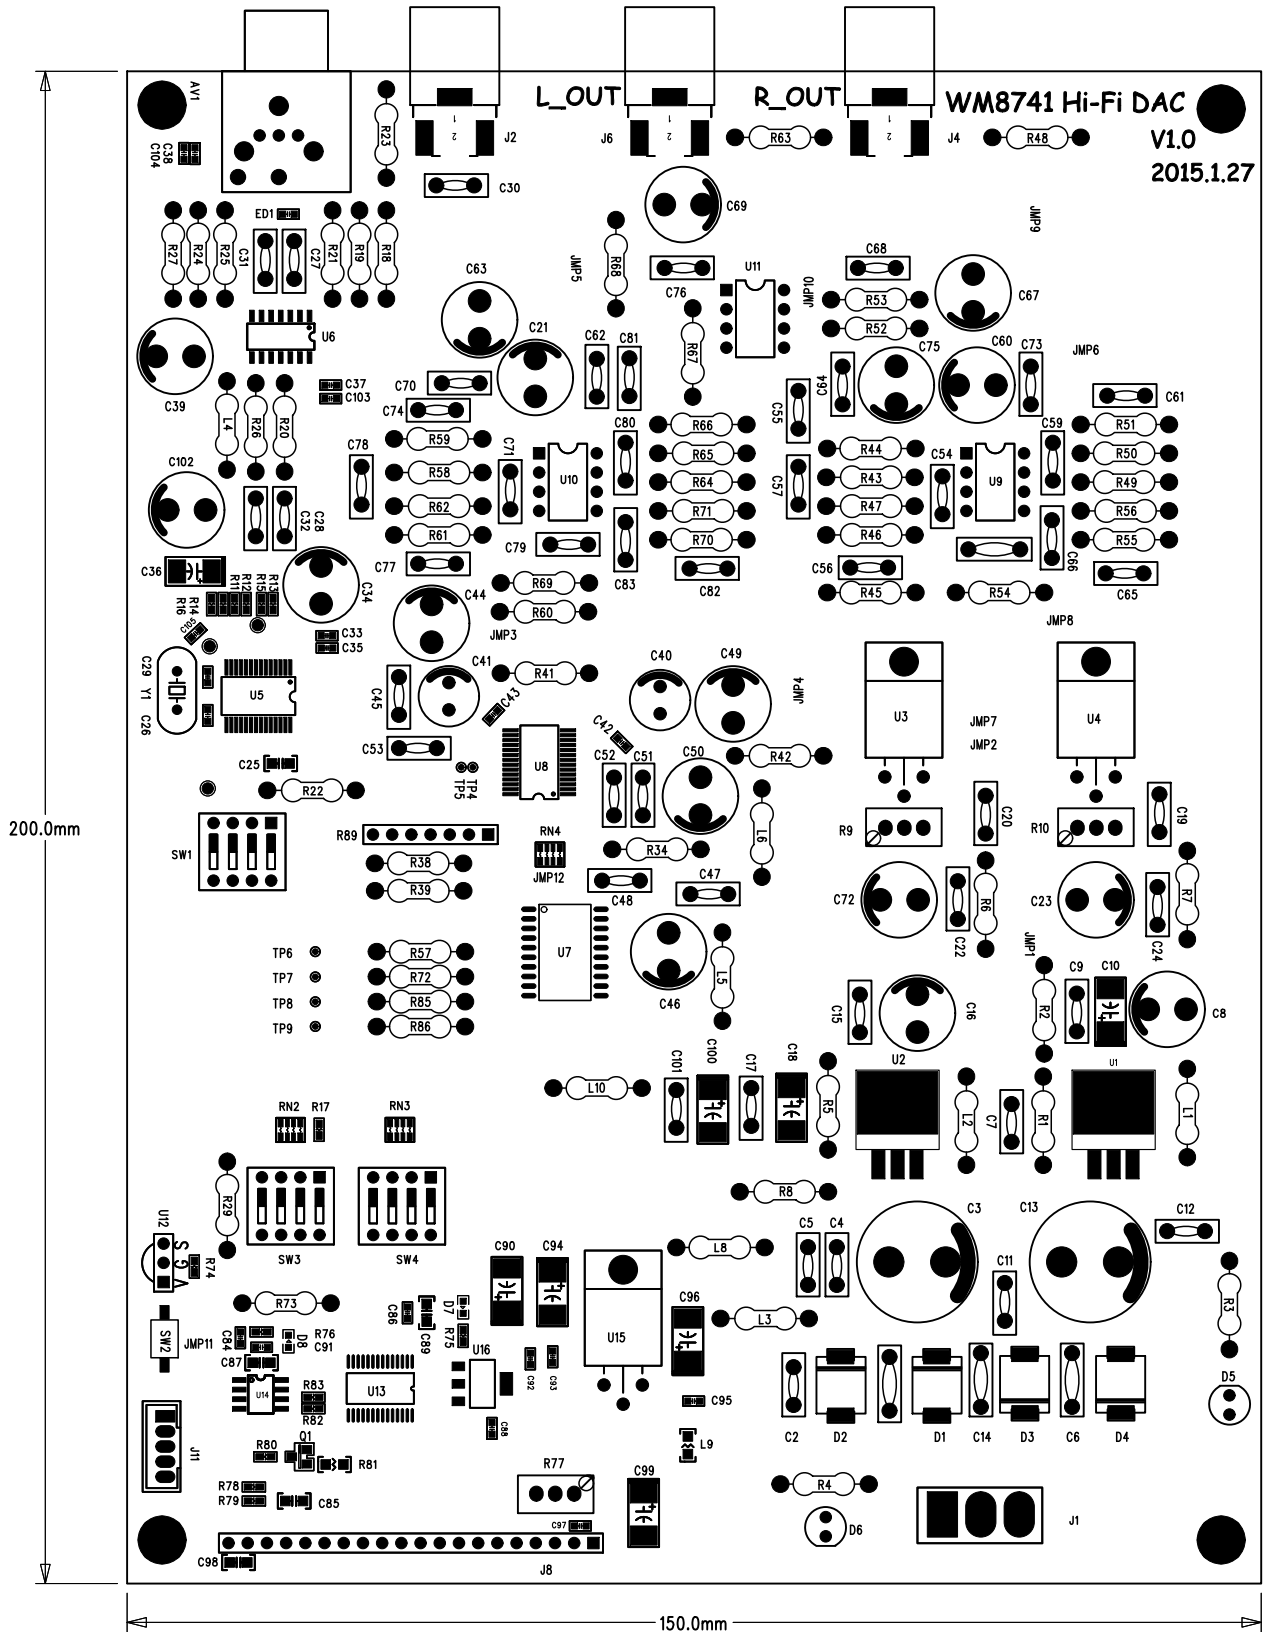 AV1
L_OUT
R_OUT
WM8741 Hi-Fi DAC
V1.0
2015.1.27
C38
C104
R23
1
2
J2
J6
1
2
R63
1
2
J4
R48
C30
C69
ED1
R27
R24
R25
C31
C27
R21
R19
R18
JMP5
R68
JMP9
C68
U11
JMP10
C76
R53
R52
C67
C63
C21
U6
C62
C81
R67
C75
C60
C73
JMP6
C39
C37
C103
C70
C74
C64
C55
C61
L4
R26
R20
R59
C80
R66
R44
C59
R51
C102
C78
R58
C71
U10
R65
R43
C54
U9
R50
R64
C57
R49
C32
C28
R62
R71
R47
R56
R61
C79
R70
R46
R55
C36
C77
C83
C82
C56
C66
C65
R16
R14
R11
R12
R15
R13
C34
C44
R69
R45
R54
R60
C105
C33
C35
JMP3
JMP8
C29
Y1
C26
U5
C45
C41
R41
C40
C49
JMP4
U3
U4
C43
JMP7
JMP2
C53
C42
C25
TP5
TP4
U8
C52
C51
C50
R42
R22
C20
C19
200.0mm
R89
RN4
L6
R9
R10
SW1
R38
JMP12
R34
R39
C48
C47
C72
C22
R6
C23
C24
R7
TP6
R57
U7
L5
JMP1
TP7
R72
C46
C9
C10
TP8
R85
C15
C16
R2
C8
TP9
R86
U2
U1
L10
C101
C100
C17
C18
R5
L2
C7
R1
L1
RN2
R17
RN3
R29
R8
U12
S
G
V
R74
SW3
SW4
C90
C94
L8
C5
C4
C3
C13
C12
R73
C11
R3
C86
C89
D7
R75
C96
L3
SW2
JMP11
C84
D8
R76
C91
C87
U16
U15
U14
R83
R82
U13
C92
C93
C95
D5
C88
C2
D2
D1
C14
D3
C6
D4
J11
Q1
R80
R81
L9
R78
R79
C85
R77
C99
R4
C97
D6
J1
C98
J8
150.0mm